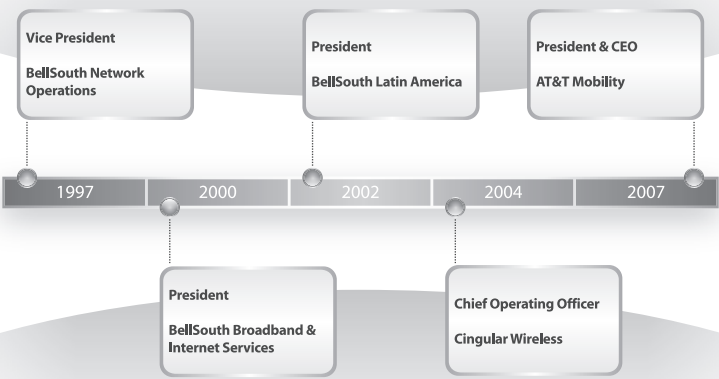 Vice President
BellSouth Network
Operations
President
BellSouth Latin America
President & CEO
AT&T Mobility
1997
2000
2002
2004
2007
President
BellSouth Broadband &
Internet Services
Chief Operating Officer
Cingular Wireless